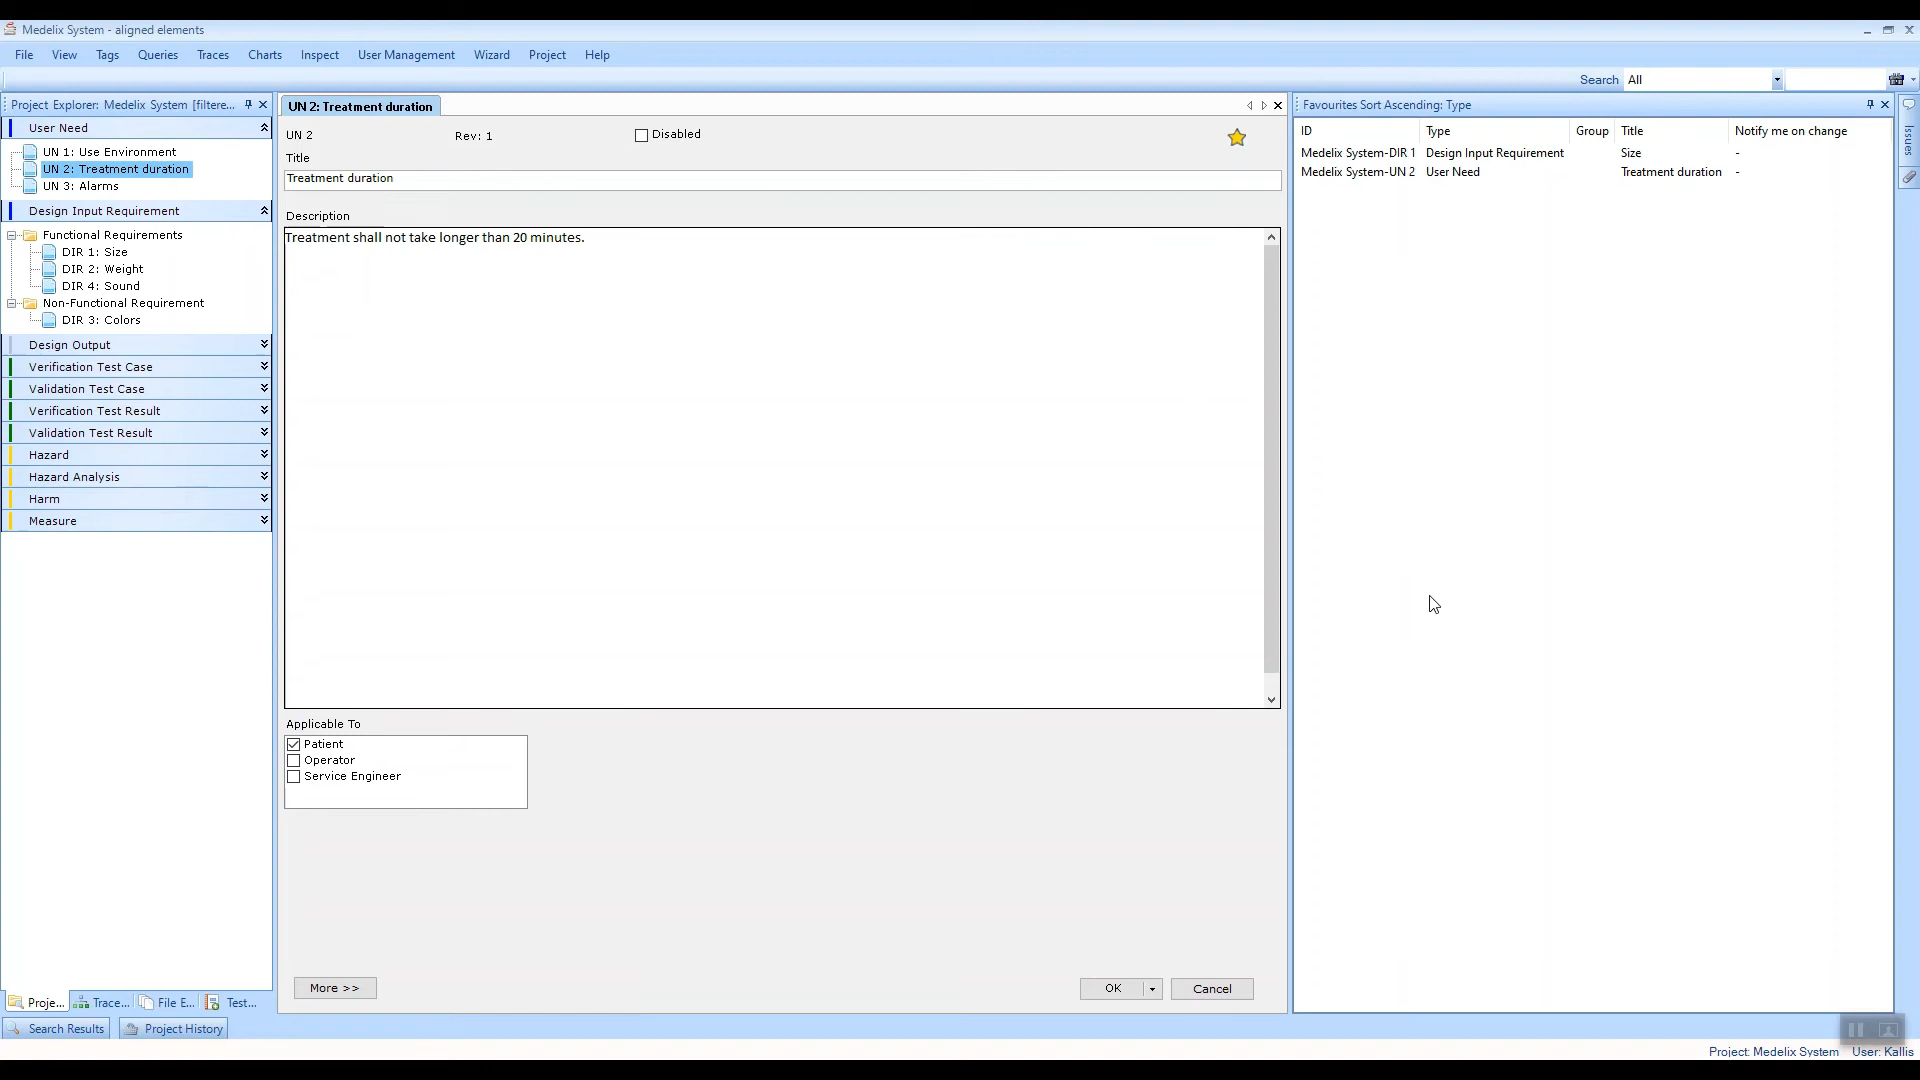 Medelix System - aligned elements
File View Tags Queries Traces Charts Inspect User Management Wizard Project Help
Search All
Project Explorer: Medelix System [filtere...
User Need
UN 1: Use Environment
UN 2: Treatment duration
UN 3: Alarms
Design Input Requirement
Functional Requirements
DIR 1: Size
DIR 2: Weight
DIR 4: Sound
Non-Functional Requirement
DIR 3: Colors
Design Output
Verification Test Case
Validation Test Case
Verification Test Result
Validation Test Result
Hazard
Hazard Analysis
Harm
Measure
Proje... Trace... File E... Test...
Search Results Project History
UN 2: Treatment duration
UN 2 Rev: 1 Disabled
Title
Treatment duration
Description
Treatment shall not take longer than 20 minutes.
Applicable To
Patient
Operator
Service Engineer
More >> OK Cancel
Favourites Sort Ascending: Type
ID Type Group Title Notify me on change
Medelix System-DIR 1 Design Input Requirement Size -
Medelix System-UN 2 User Need Treatment duration -
Issues
Project: Medelix System User: Kallis